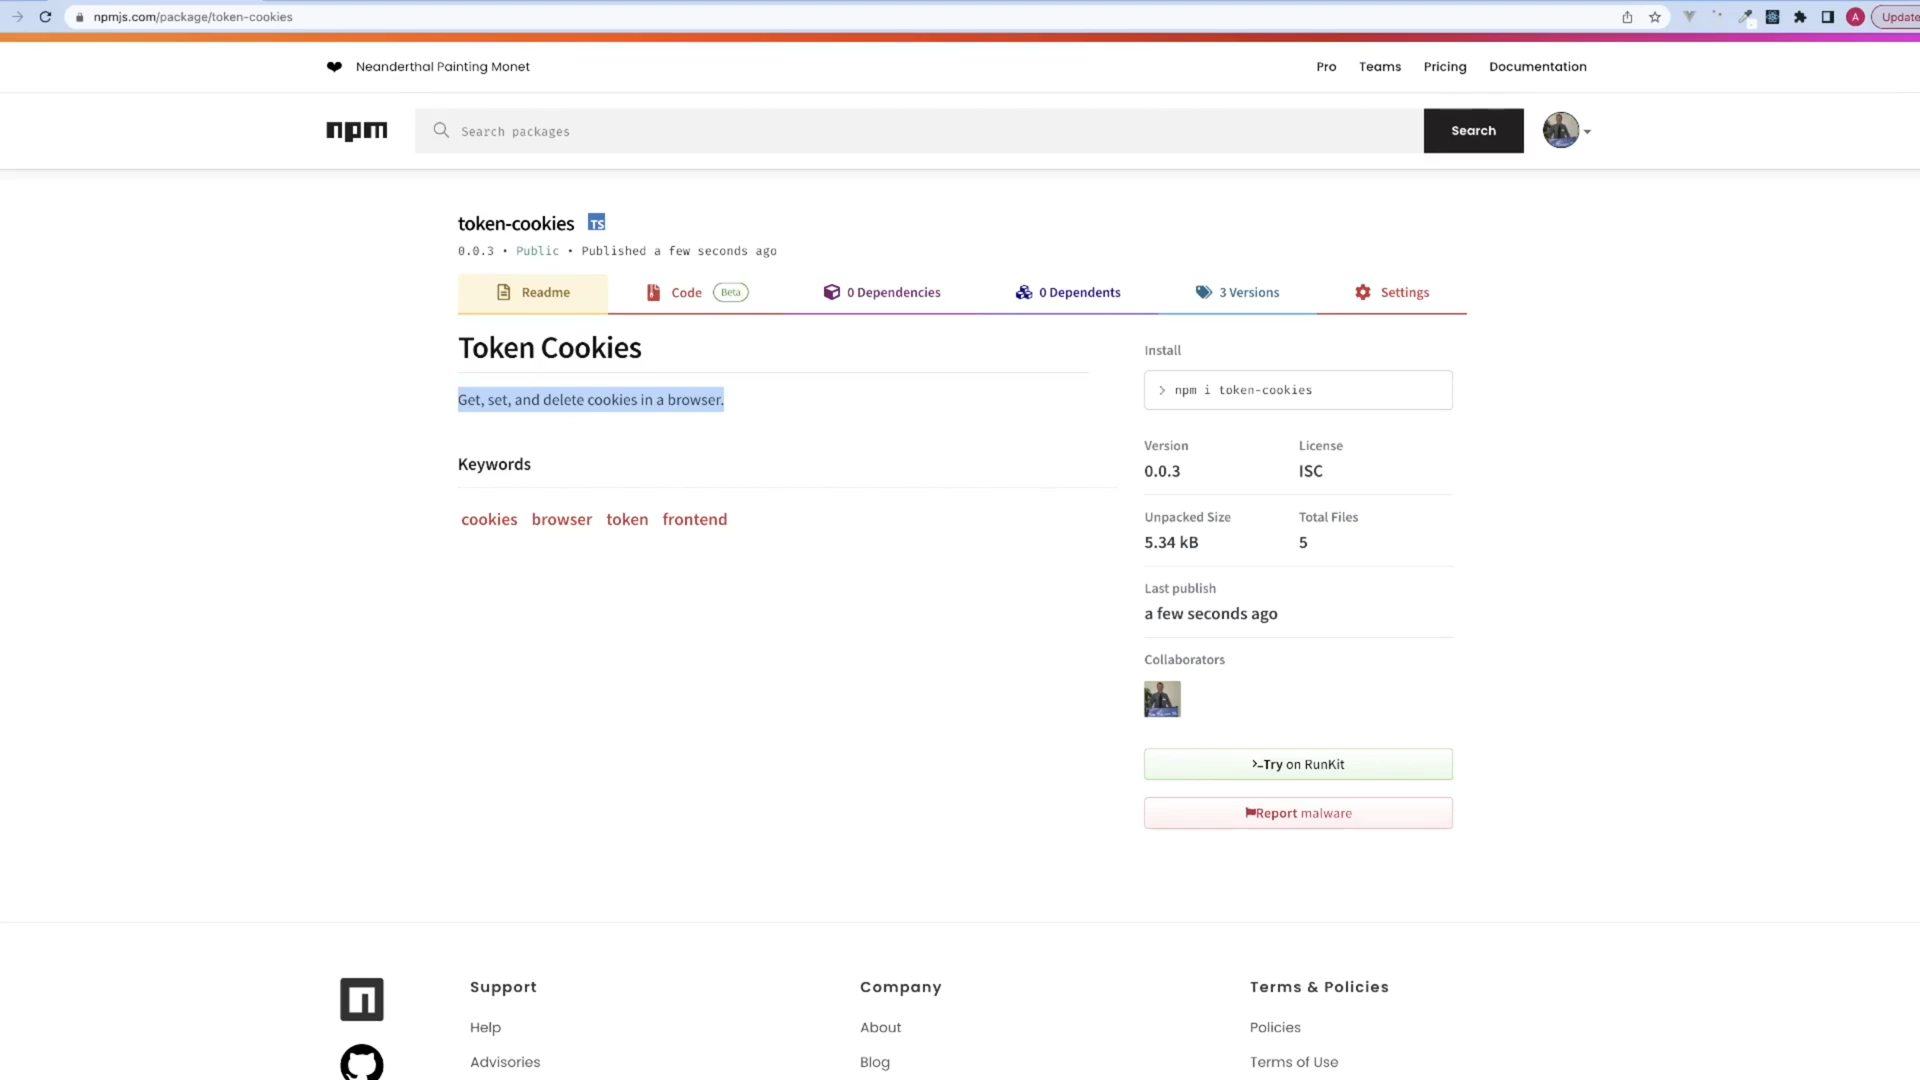 npmjs.com/package/token-cookies
A
Update
Neanderthal Painting Monet
Pro Teams Pricing Documentation
npm
Search packages
Search
token-cookies TS
0.0.3 • Public • Published a few seconds ago
Readme
Code Beta
0 Dependencies
0 Dependents
3 Versions
Settings
Token Cookies
Get, set, and delete cookies in a browser.
Keywords
cookies browser token frontend
Install
> npm i token-cookies
Version License
0.0.3 ISC
Unpacked Size Total Files
5.34 kB 5
Last publish
a few seconds ago
Collaborators
>-Try on RunKit
Report malware
Support
Help
Advisories
Company
About
Blog
Terms & Policies
Policies
Terms of Use